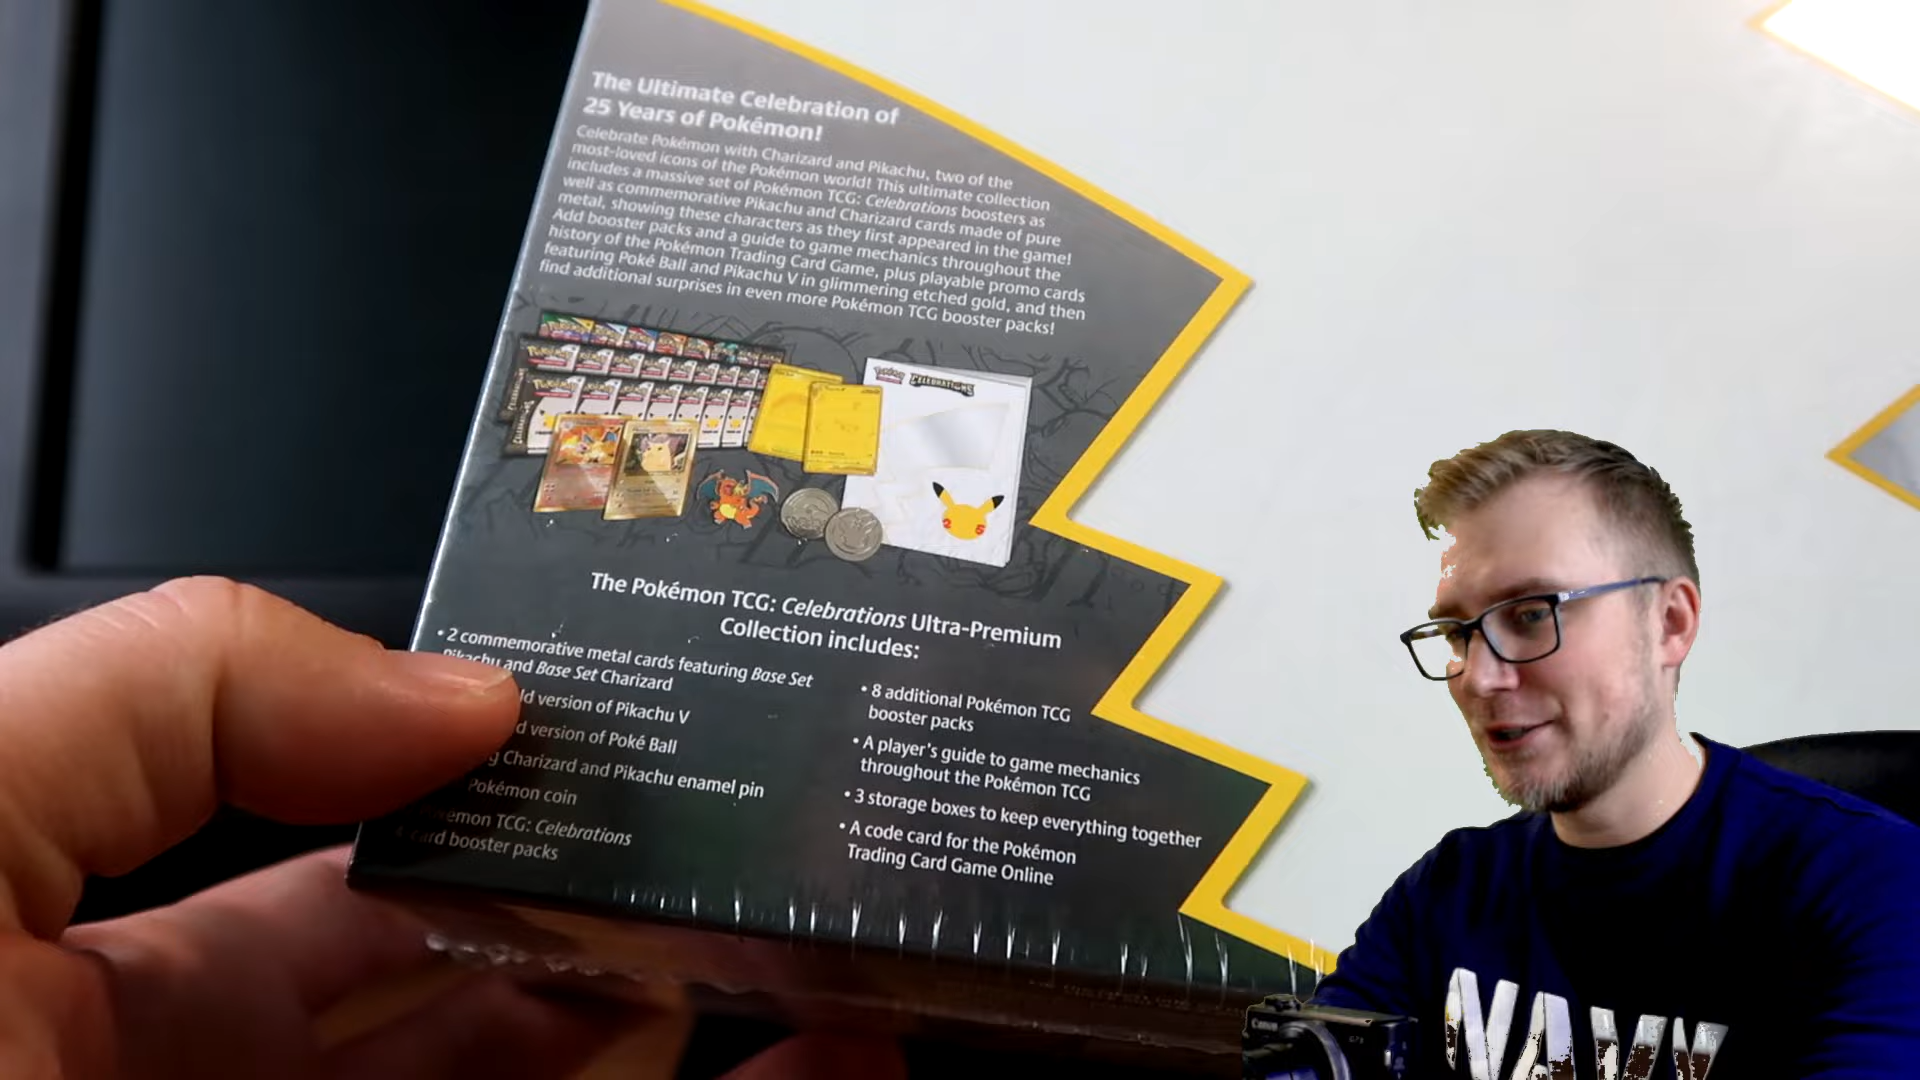 The Ultimate Celebration of
25 Years of Pokémon!
Celebrate Pokémon with Charizard and Pikachu, two of the
most-loved icons of the Pokémon world! This ultimate collection
includes a massive set of Pokémon TCG: Celebrations boosters as
well as commemorative Pikachu and Charizard cards made of pure
metal, showing these characters as they first appeared in the game!
Add booster packs and a guide to game mechanics throughout the
history of the Pokémon Trading Card Game, plus playable promo cards
featuring Poké Ball and Pikachu V in glimmering etched gold, and then
find additional surprises in even more Pokémon TCG booster packs!
Pokémon
CELEBRATIONS
25
The Pokémon TCG: Celebrations Ultra-Premium
Collection includes:
• 2 commemorative metal cards featuring Base Set
Pikachu and Base Set Charizard
version of Pikachu V
version of Poké Ball
Charizard and Pikachu enamel pin
Pokémon coin
TCG: Celebrations
booster packs
• 8 additional Pokémon TCG
booster packs
• A player's guide to game mechanics
throughout the Pokémon TCG
• 3 storage boxes to keep everything together
• A code card for the Pokémon
Trading Card Game Online
Canon
G7X
NAVY